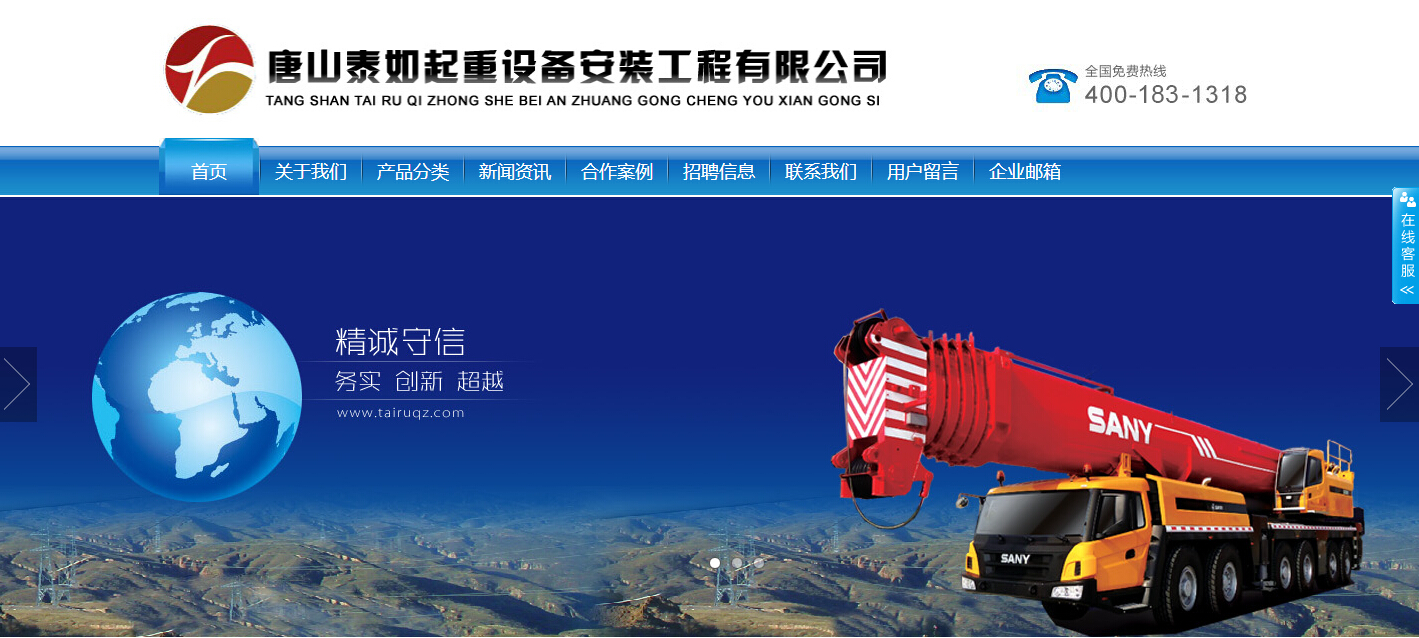 唐山泰如起重设备安装工程有限公司
TANG SHAN TAI RU QI ZHONG SHE BEI AN ZHUANG GONG CHENG YOU XIAN GONG SI
全国免费热线
400-183-1318
首页 关于我们 产品分类 新闻资讯 合作案例 招聘信息 联系我们 用户留言 企业邮箱
在线客服
精诚守信
务实 创新 超越
www.tairuqz.com
SANY
SANY